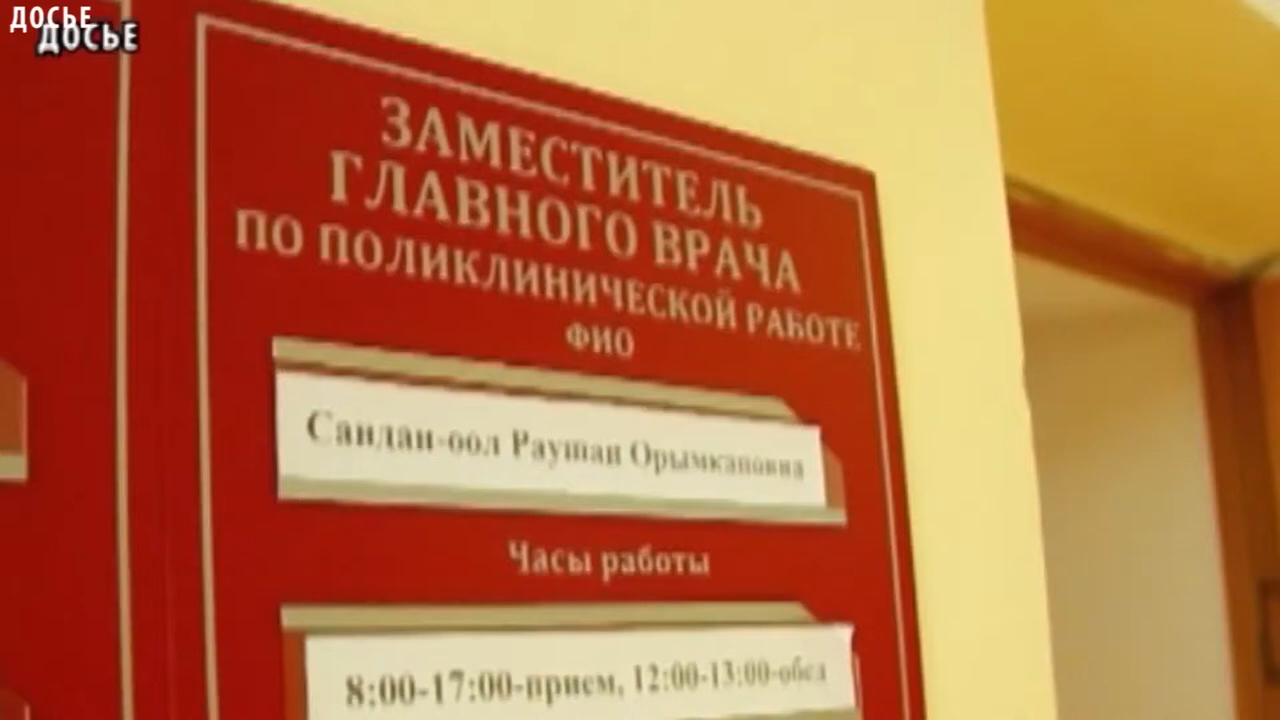 ДОСЬЕ
ДОСЬЕ
ЗАМЕСТИТЕЛЬ
ГЛАВНОГО ВРАЧА
ПО ПОЛИКЛИНИЧЕСКОЙ РАБОТЕ
ФИО
Сандан-оол Раушан Орымкановна
Часы работы
8:00-17:00-прием, 12:00-13:00-обед